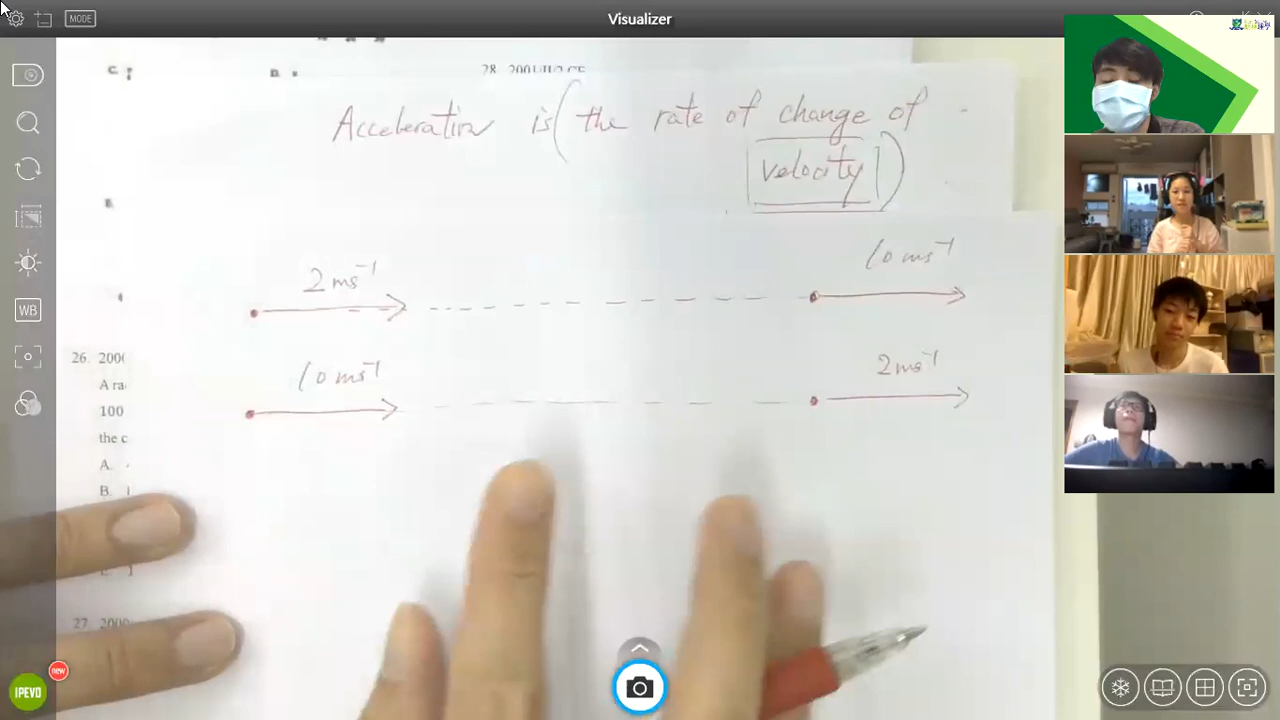 MODE
Visualizer
28. 2001/II/2 CE
Acceleration is (the rate of change of
velocity)
2 ms⁻¹
10 ms⁻¹
10 ms⁻¹
2 ms⁻¹
WB
26. 200
A ra
100
the c
A.
B.
27. 200
new
IPEVO